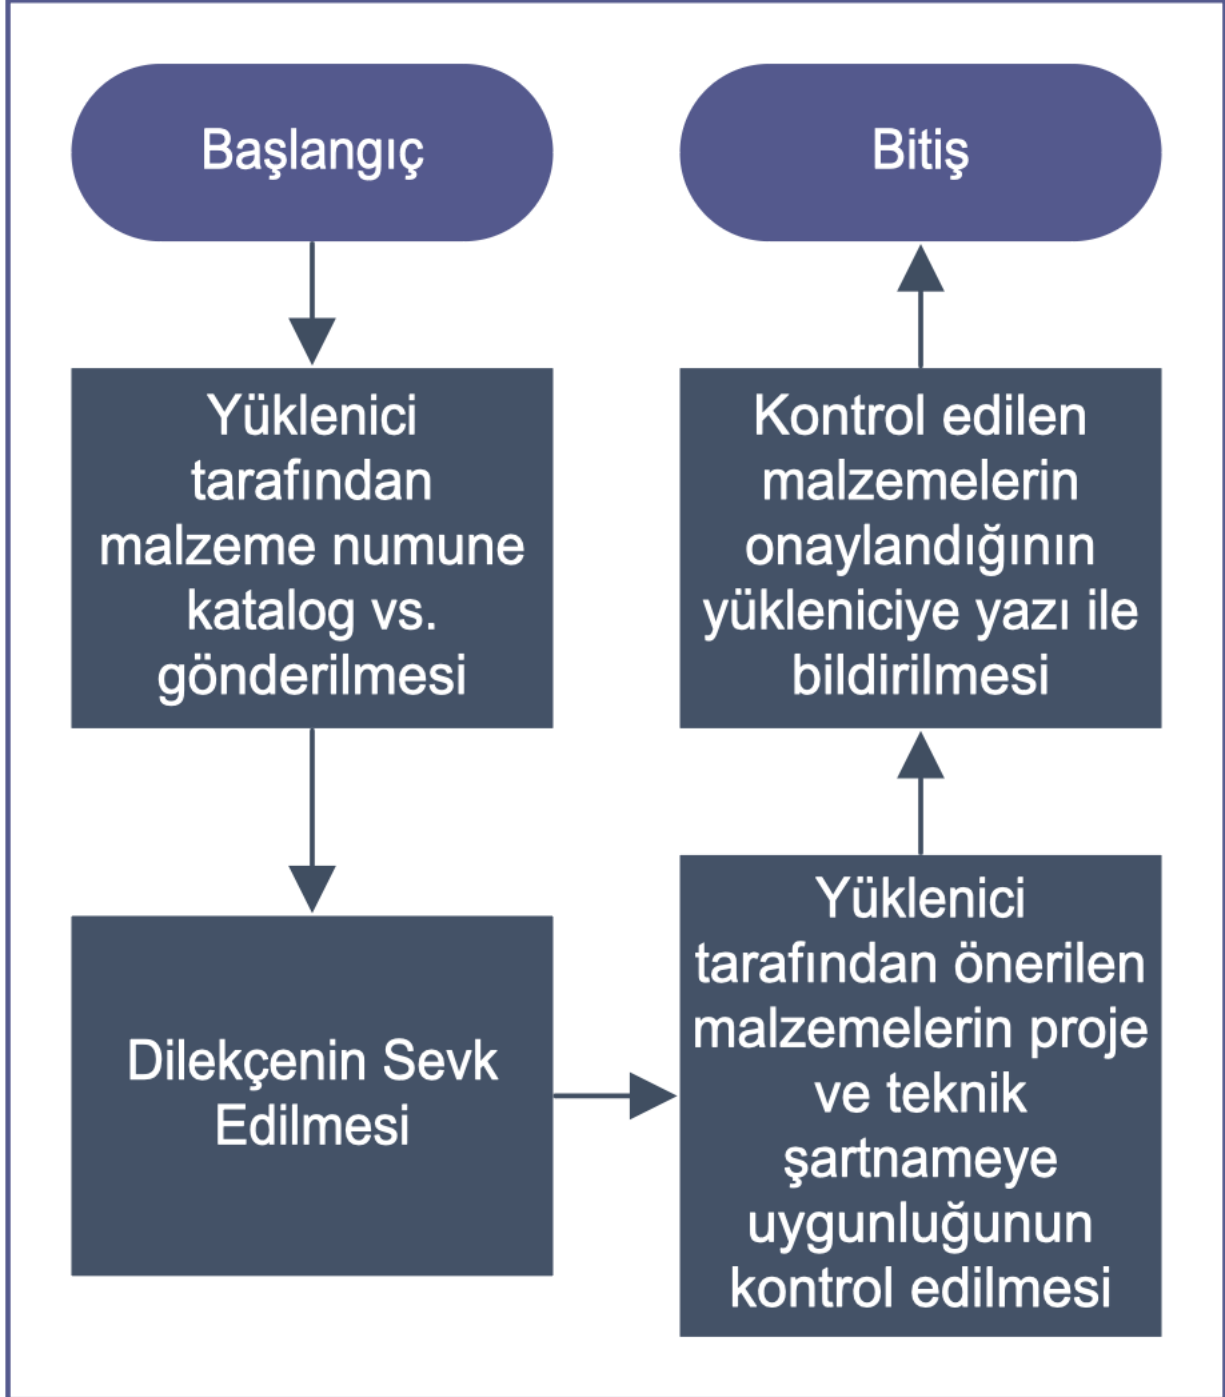 Başlangıç
Yüklenici
tarafından
malzeme numune
katalog vs.
gönderilmesi
Dilekçenin Sevk
Edilmesi
Yüklenici
tarafından önerilen
malzemelerin proje
ve teknik
şartnameye
uygunluğunun
kontrol edilmesi
Kontrol edilen
malzemelerin
onaylandığının
yükleniciye yazı ile
bildirilmesi
Bitiş